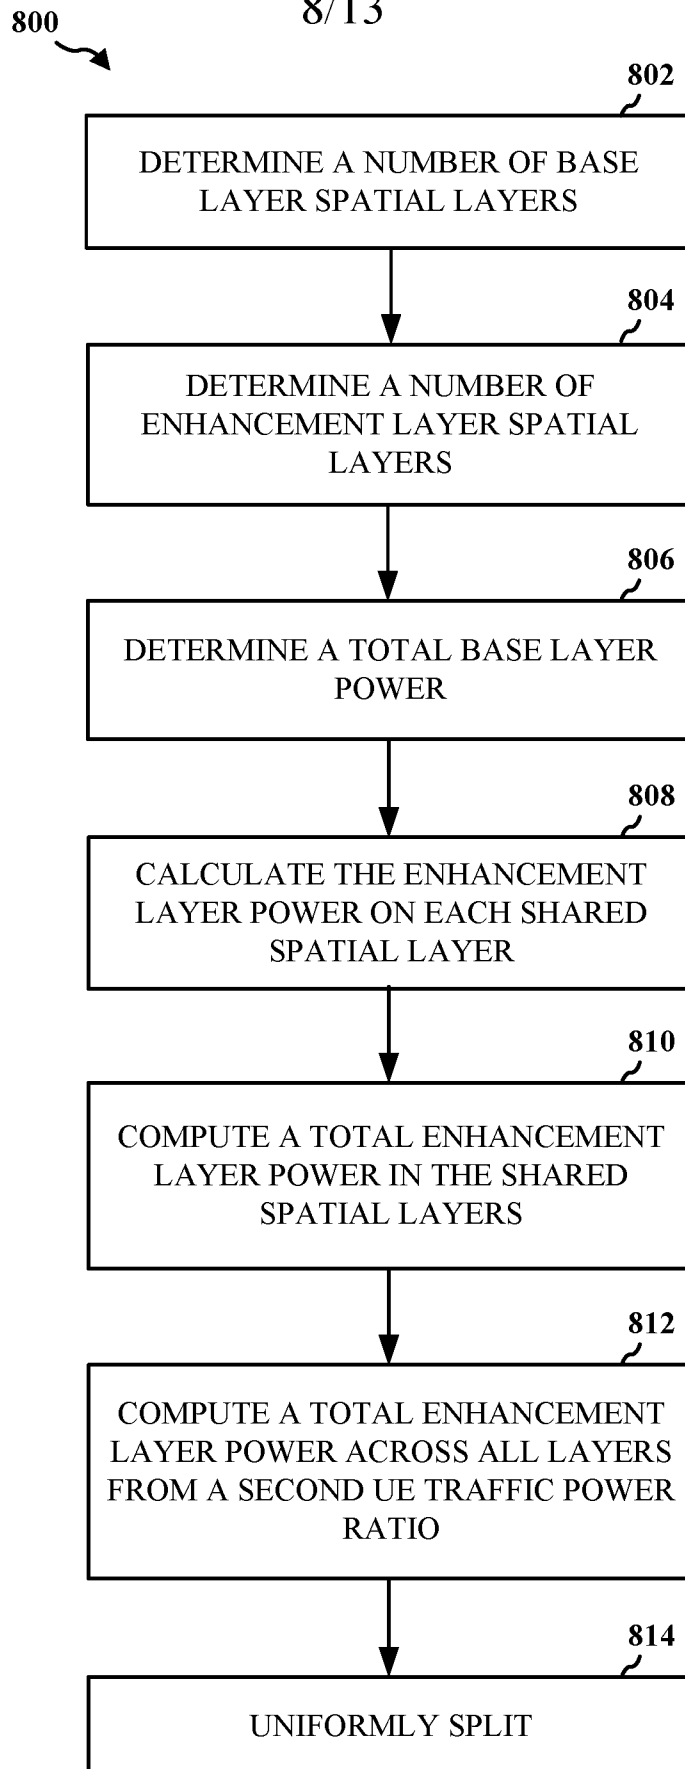 8/13
800
802
DETERMINE A NUMBER OF BASE
LAYER SPATIAL LAYERS
804
DETERMINE A NUMBER OF
ENHANCEMENT LAYER SPATIAL
LAYERS
806
DETERMINE A TOTAL BASE LAYER
POWER
808
CALCULATE THE ENHANCEMENT
LAYER POWER ON EACH SHARED
SPATIAL LAYER
810
COMPUTE A TOTAL ENHANCEMENT
LAYER POWER IN THE SHARED
SPATIAL LAYERS
812
COMPUTE A TOTAL ENHANCEMENT
LAYER POWER ACROSS ALL LAYERS
FROM A SECOND UE TRAFFIC POWER
RATIO
814
UNIFORMLY SPLIT